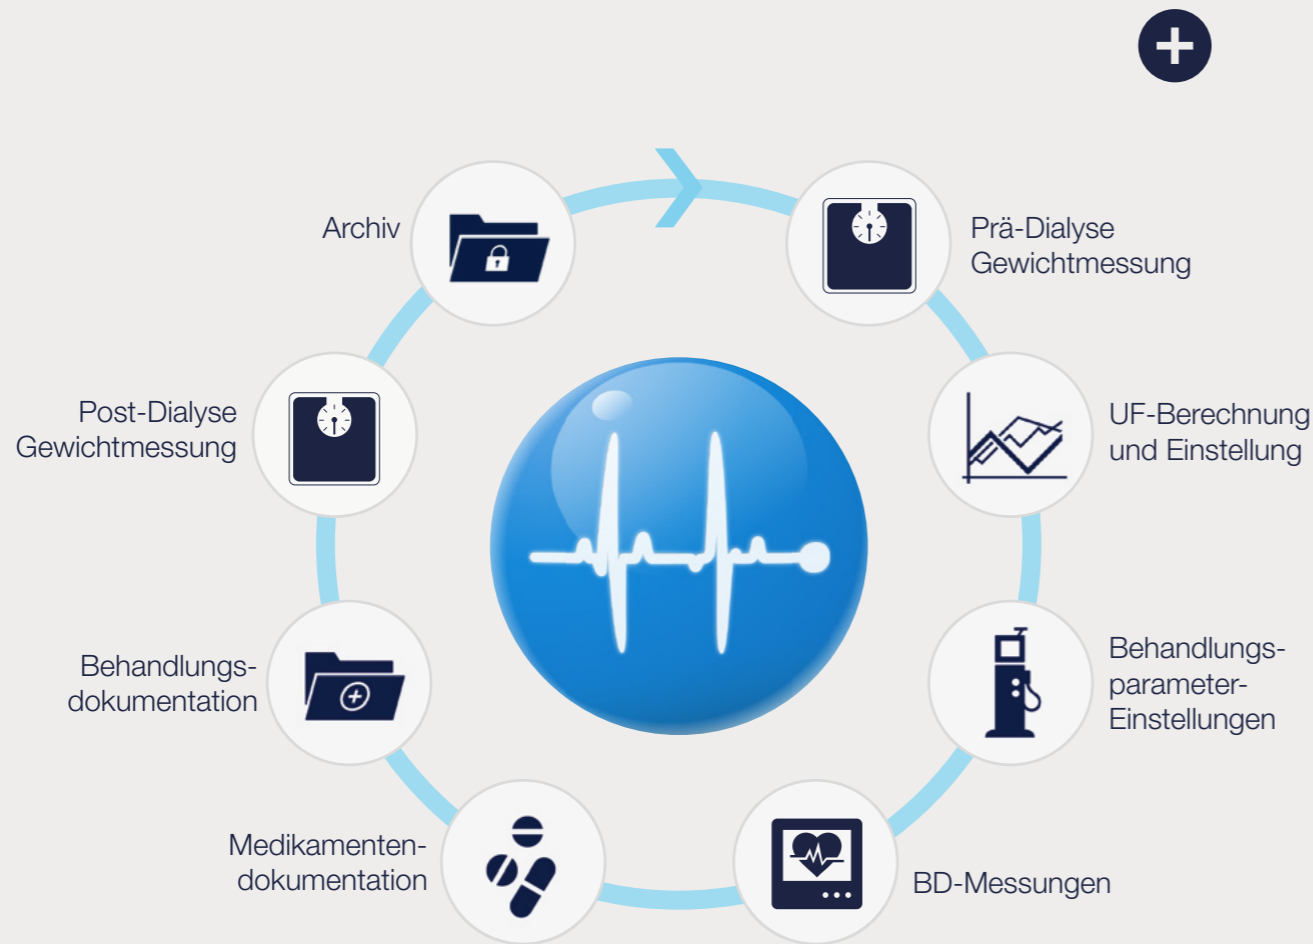 Archiv
Prä-Dialyse
Gewichtmessung
UF-Berechnung
und Einstellung
Behandlungs-
parameter-
Einstellungen
BD-Messungen
Medikamenten-
dokumentation
Behandlungs-
dokumentation
Post-Dialyse
Gewichtmessung